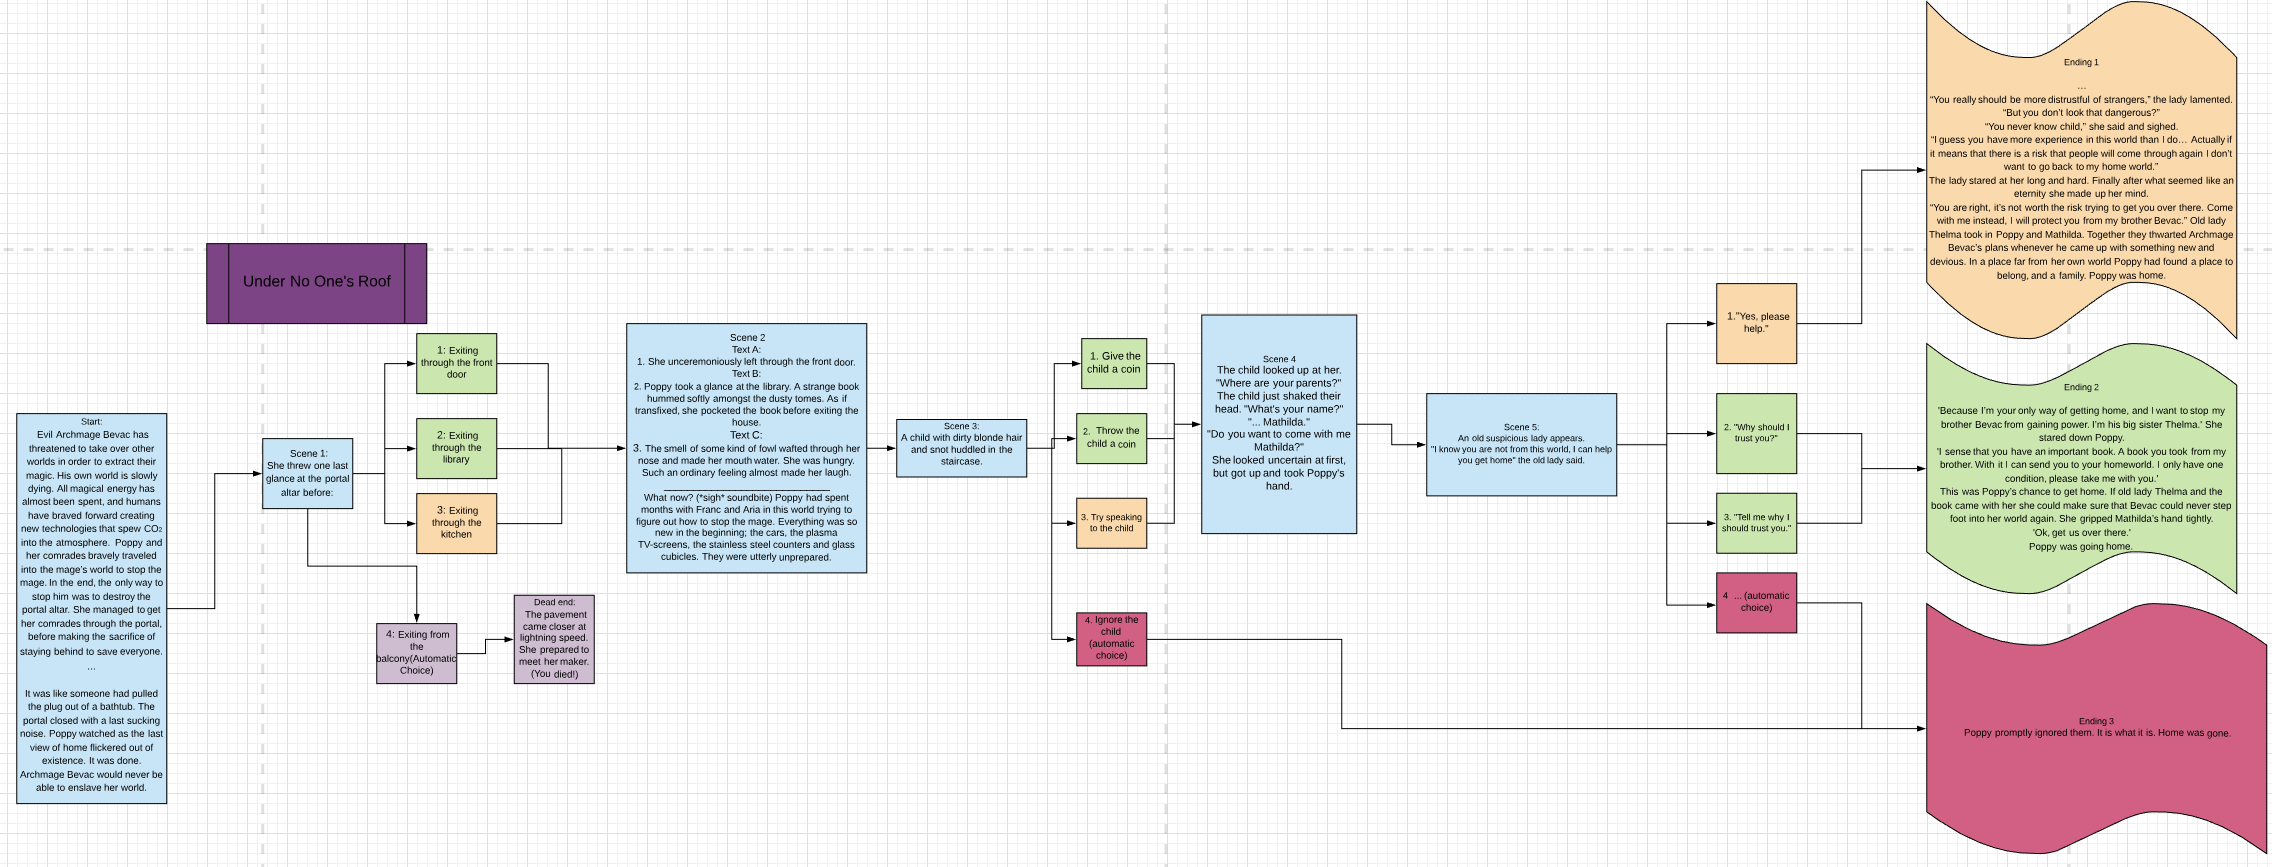 Under No One's Roof
Start:
Evil Archmage Bevac has
threatened to take over other
worlds in order to extract their
magic. His own world is slowly
dying. All magical energy has
almost been spent, and humans
have braved forward creating
new technologies that spew CO₂
into the atmosphere. Poppy and
her comrades bravely traveled
into the mage's world to stop the
mage. In the end, the only way to
stop him was to destroy the
portal altar. She managed to get
her comrades through the portal,
before making the sacrifice of
staying behind to save everyone.
...
It was like someone had pulled
the plug out of a bathtub. The
portal closed with a last sucking
noise. Poppy watched as the last
view of home flickered out of
existence. It was done.
Archmage Bevac would never be
able to enslave her world.
Scene 1:
She threw one last
glance at the portal
altar before:
1: Exiting
through the front
door
2: Exiting
through the
library
3: Exiting
through the
kitchen
4: Exiting from
the
balcony(Automatic
Choice)
Dead end:
The pavement
came closer at
lightning speed.
She prepared to
meet her maker.
(You died!)
Scene 2
Text A:
1. She unceremoniously left through the front door.
Text B:
2. Poppy took a glance at the library. A strange book
hummed softly amongst the dusty tomes. As if
transfixed, she pocketed the book before exiting the
house.
Text C:
3. The smell of some kind of fowl wafted through her
nose and made her mouth water. She was hungry.
Such an ordinary feeling almost made her laugh.
What now? (*sigh* soundbite) Poppy had spent
months with Franc and Aria in this world trying to
figure out how to stop the mage. Everything was so
new in the beginning; the cars, the plasma
TV-screens, the stainless steel counters and glass
cubicles. They were utterly unprepared.
Scene 3:
A child with dirty blonde hair
and snot huddled in the
staircase.
1. Give the
child a coin
2. Throw the
child a coin
3. Try speaking
to the child
4. Ignore the
child
(automatic
choice)
Scene 4
The child looked up at her.
"Where are your parents?"
The child just shaked their
head. "What's your name?"
"... Mathilda."
"Do you want to come with me
Mathilda?"
She looked uncertain at first,
but got up and took Poppy's
hand.
Scene 5:
An old suspicious lady appears.
"I know you are not from this world, I can help
you get home" the old lady said.
1."Yes, please
help."
2. "Why should I
trust you?"
3. "Tell me why I
should trust you."
4 ... (automatic
choice)
Ending 1
...
“You really should be more distrustful of strangers,” the lady lamented.
“But you don’t look that dangerous?”
“You never know child,” she said and sighed.
“I guess you have more experience in this world than I do… Actually if
it means that there is a risk that people will come through again I don’t
want to go back to my home world.”
The lady stared at her long and hard. Finally after what seemed like an
eternity she made up her mind.
“You are right, it’s not worth the risk trying to get you over there. Come
with me instead, I will protect you from my brother Bevac.” Old lady
Thelma took in Poppy and Mathilda. Together they thwarted Archmage
Bevac’s plans whenever he came up with something new and
devious. In a place far from her own world Poppy had found a place to
belong, and a family. Poppy was home.
Ending 2
'Because I’m your only way of getting home, and I want to stop my
brother Bevac from gaining power. I’m his big sister Thelma.’ She
stared down Poppy.
'I sense that you have an important book. A book you took from my
brother. With it I can send you to your homeworld. I only have one
condition, please take me with you.’
This was Poppy’s chance to get home. If old lady Thelma and the
book came with her she could make sure that Bevac could never step
foot into her world again. She gripped Mathilda’s hand tightly.
'Ok, get us over there.’
Poppy was going home.
Ending 3
Poppy promptly ignored them. It is what it is. Home was gone.